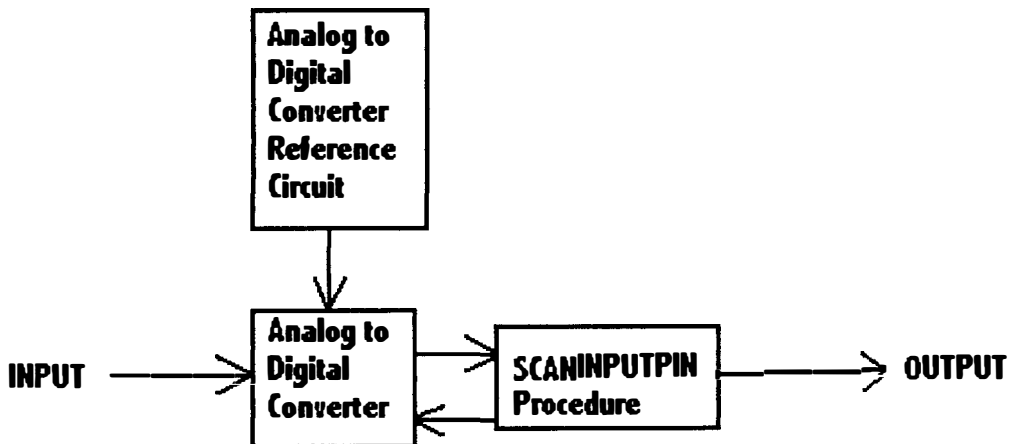 Analog to
Digital
Converter
Reference
Circuit
INPUT
Analog to
Digital
Converter
SCANINPUTPIN
Procedure
OUTPUT